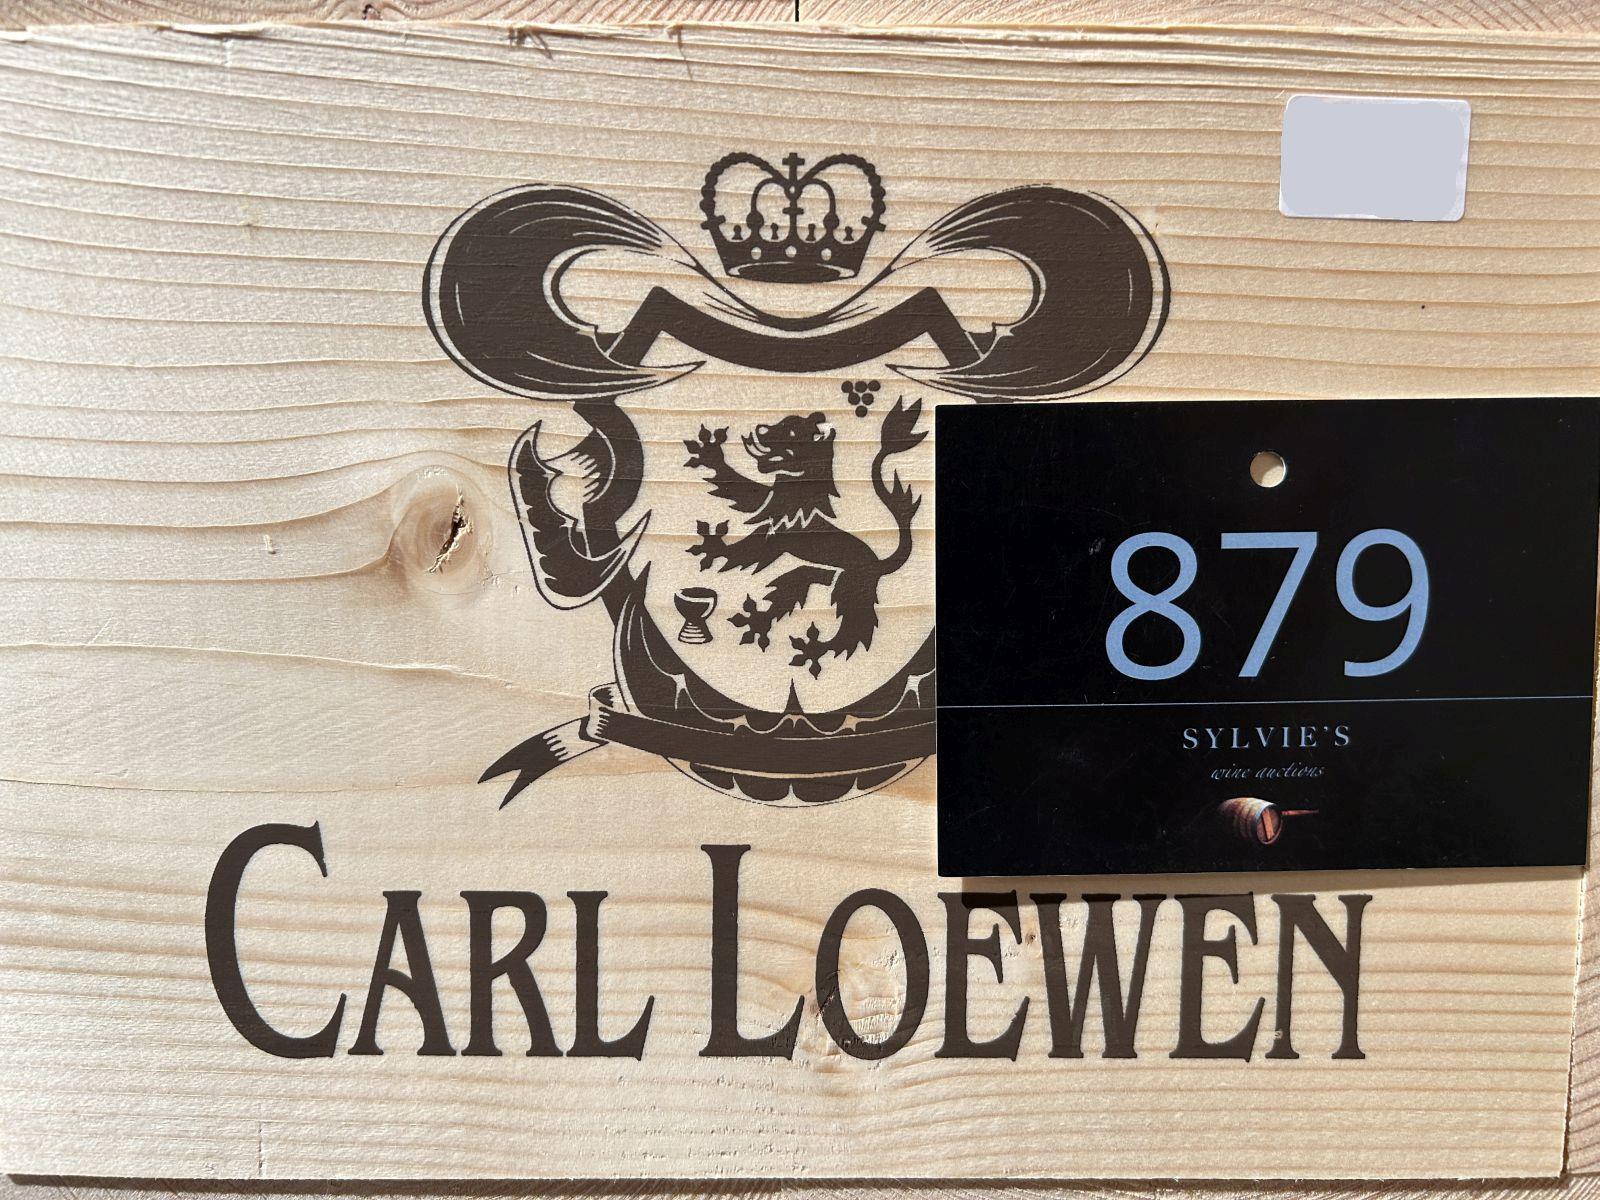 879
SYLVIE'S
wine auctions
CARL LOEWEN